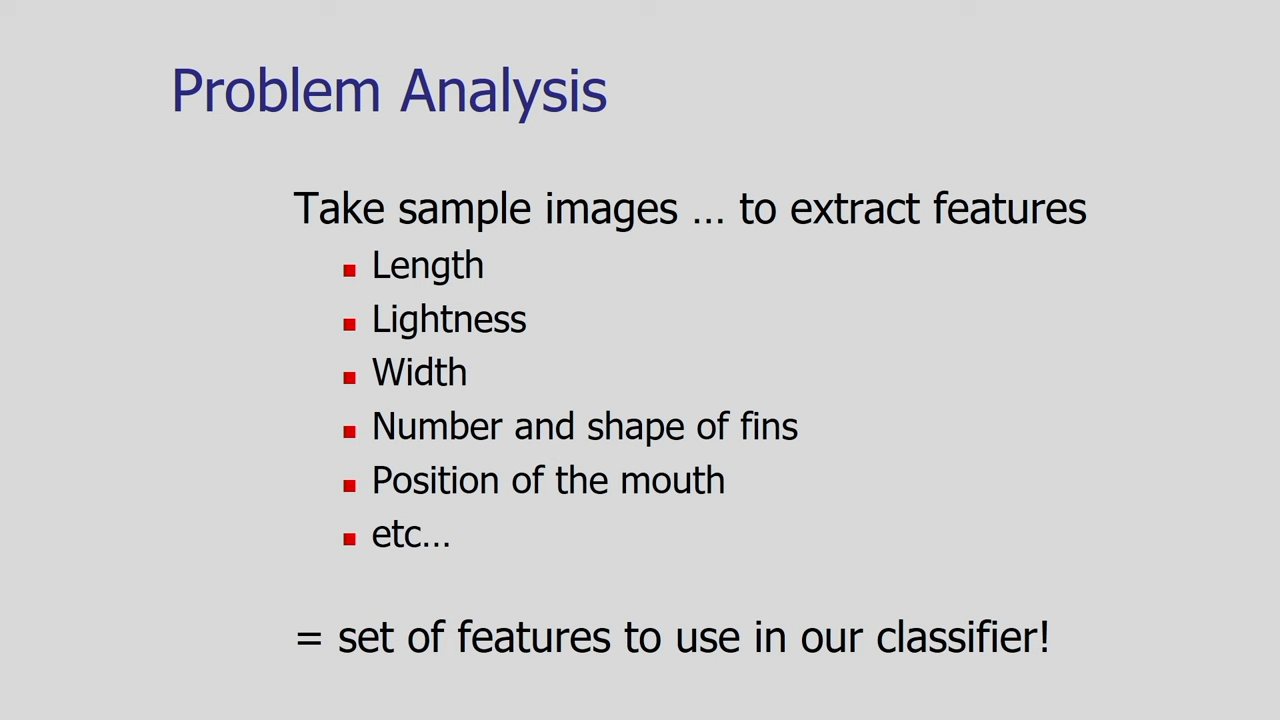 Problem Analysis
Take sample images … to extract features
Length
Lightness
Width
Number and shape of fins
Position of the mouth
etc…
= set of features to use in our classifier!